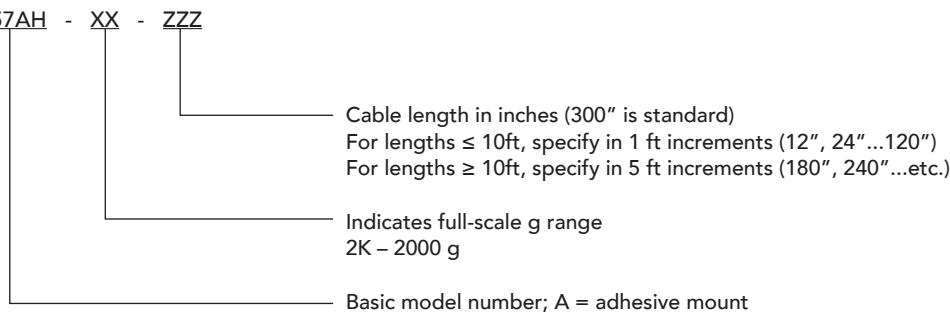 57AH - XX - ZZZ
Cable length in inches (300” is standard)
For lengths ≤ 10ft, specify in 1 ft increments (12”, 24”...120”)
For lengths ≥ 10ft, specify in 5 ft increments (180”, 240”...etc.)
Indicates full-scale g range
2K – 2000 g
Basic model number; A = adhesive mount